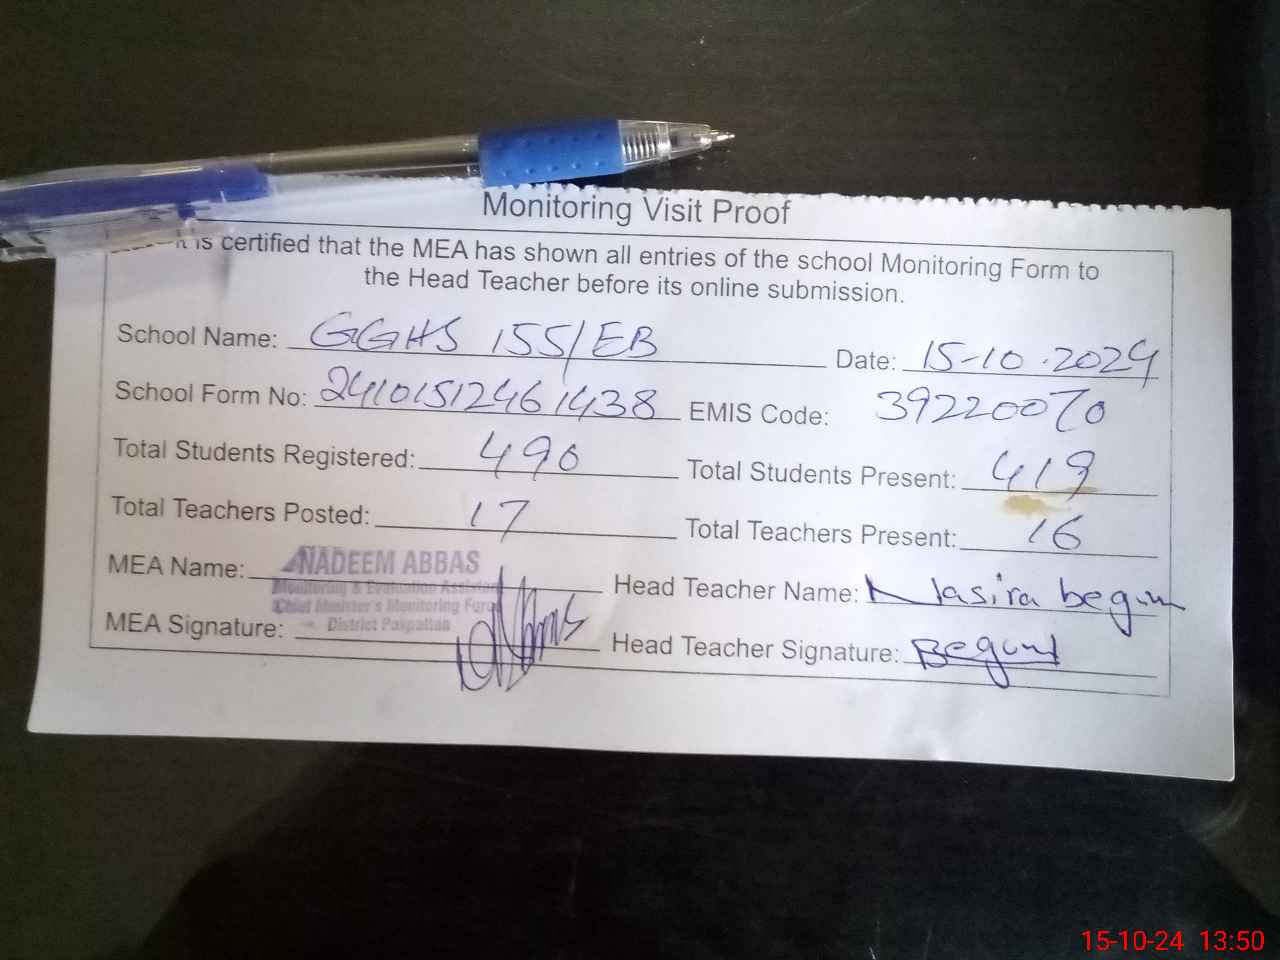 Monitoring Visit Proof
It is certified that the MEA has shown all entries of the school Monitoring Form to
the Head Teacher before its online submission.
School Name: GGHS 155/EB Date: 15-10-2024
School Form No: 24101512461438 EMIS Code: 39220070
Total Students Registered: 490 Total Students Present: 419
Total Teachers Posted: 17 Total Teachers Present: 16
MEA Name: NADEEM ABBAS Head Teacher Name: Nasira begum
Monitoring & Evaluation Assistant
Chief Minister's Monitoring Force
District Pakpattan
MEA Signature: Head Teacher Signature: Begum
15-10-24 13:50